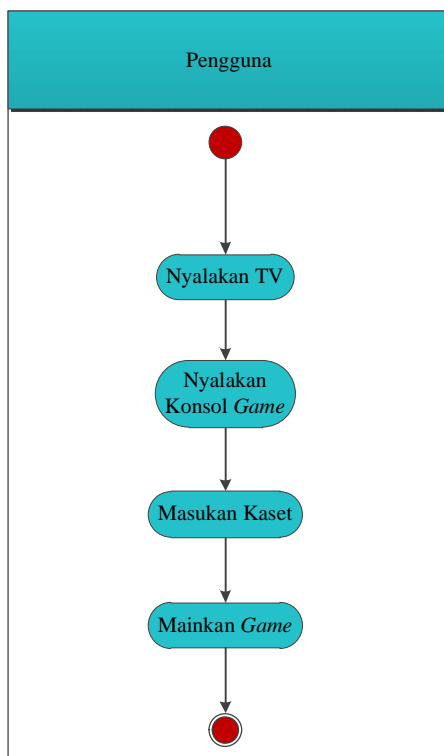 Pengguna
Nyalakan TV
Nyalakan
Konsol Game
Masukan Kaset
Mainkan Game